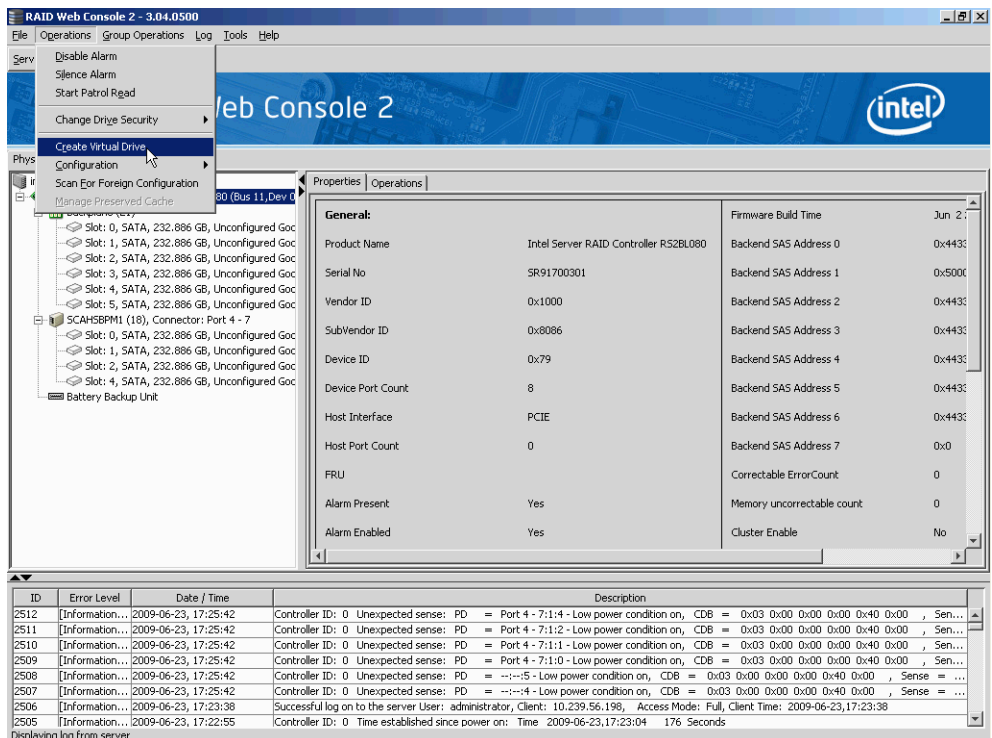 RAID Web Console 2 - 3.04.0500
File Operations Group Operations Log Tools Help
Serv
Disable Alarm
Silence Alarm
Start Patrol Read
Change Drive Security
Create Virtual Drive
Configuration
Scan For Foreign Configuration
Manage Preserved Cache
Web Console 2
intel
Phys
80 (Bus 11,Dev 0
Backplane (21)
Slot: 0, SATA, 232.886 GB, Unconfigured Goo
Slot: 1, SATA, 232.886 GB, Unconfigured Goo
Slot: 2, SATA, 232.886 GB, Unconfigured Goo
Slot: 3, SATA, 232.886 GB, Unconfigured Goo
Slot: 4, SATA, 232.886 GB, Unconfigured Goo
Slot: 5, SATA, 232.886 GB, Unconfigured Goo
SCAHSBPM1 (18), Connector: Port 4 - 7
Slot: 0, SATA, 232.886 GB, Unconfigured Goo
Slot: 1, SATA, 232.886 GB, Unconfigured Goo
Slot: 2, SATA, 232.886 GB, Unconfigured Goo
Slot: 4, SATA, 232.886 GB, Unconfigured Goo
Battery Backup Unit
Properties Operations
General: Firmware Build Time Jun 2
Product Name Intel Server RAID Controller RS2BL080 Backend SAS Address 0 0x4433
Serial No SR91700301 Backend SAS Address 1 0x5000
Vendor ID 0x1000 Backend SAS Address 2 0x4433
SubVendor ID 0x8086 Backend SAS Address 3 0x4433
Device ID 0x79 Backend SAS Address 4 0x4433
Device Port Count 8 Backend SAS Address 5 0x4433
Host Interface PCIE Backend SAS Address 6 0x4433
Host Port Count 0 Backend SAS Address 7 0x0
FRU Correctable ErrorCount 0
Alarm Present Yes Memory uncorrectable count 0
Alarm Enabled Yes Cluster Enable No
ID Error Level Date / Time Description
2512 [Information... 2009-06-23, 17:25:42 Controller ID: 0 Unexpected sense: PD = Port 4 - 7:1:4 - Low power condition on, CDB = 0x03 0x00 0x00 0x00 0x40 0x00 , Sen...
2511 [Information... 2009-06-23, 17:25:42 Controller ID: 0 Unexpected sense: PD = Port 4 - 7:1:2 - Low power condition on, CDB = 0x03 0x00 0x00 0x00 0x40 0x00 , Sen...
2510 [Information... 2009-06-23, 17:25:42 Controller ID: 0 Unexpected sense: PD = Port 4 - 7:1:1 - Low power condition on, CDB = 0x03 0x00 0x00 0x00 0x40 0x00 , Sen...
2509 [Information... 2009-06-23, 17:25:42 Controller ID: 0 Unexpected sense: PD = Port 4 - 7:1:0 - Low power condition on, CDB = 0x03 0x00 0x00 0x00 0x40 0x00 , Sen...
2508 [Information... 2009-06-23, 17:25:42 Controller ID: 0 Unexpected sense: PD = --:--:5 - Low power condition on, CDB = 0x03 0x00 0x00 0x00 0x40 0x00 , Sense = ...
2507 [Information... 2009-06-23, 17:25:42 Controller ID: 0 Unexpected sense: PD = --:--:4 - Low power condition on, CDB = 0x03 0x00 0x00 0x00 0x40 0x00 , Sense = ...
2506 [Information... 2009-06-23, 17:23:38 Successful log on to the server User: administrator, Client: 10.239.56.198, Access Mode: Full, Client Time: 2009-06-23,17:23:38
2505 [Information... 2009-06-23, 17:22:55 Controller ID: 0 Time established since power on: Time 2009-06-23,17:23:04 176 Seconds
Displaying log from server